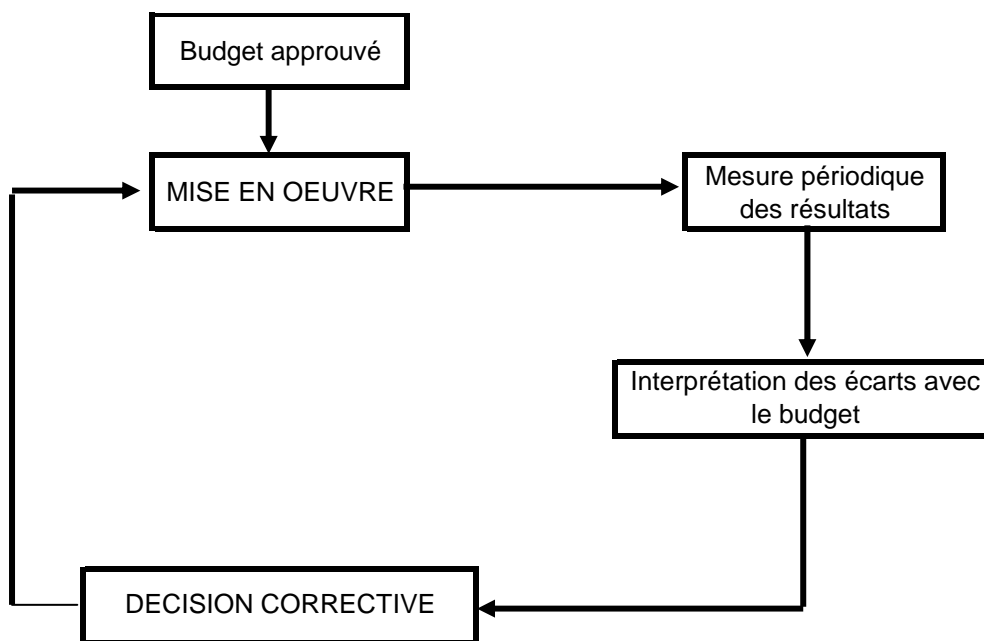 Budget approuvé
MISE EN OEUVRE
Mesure périodique
des résultats
Interprétation des écarts avec
le budget
DECISION CORRECTIVE